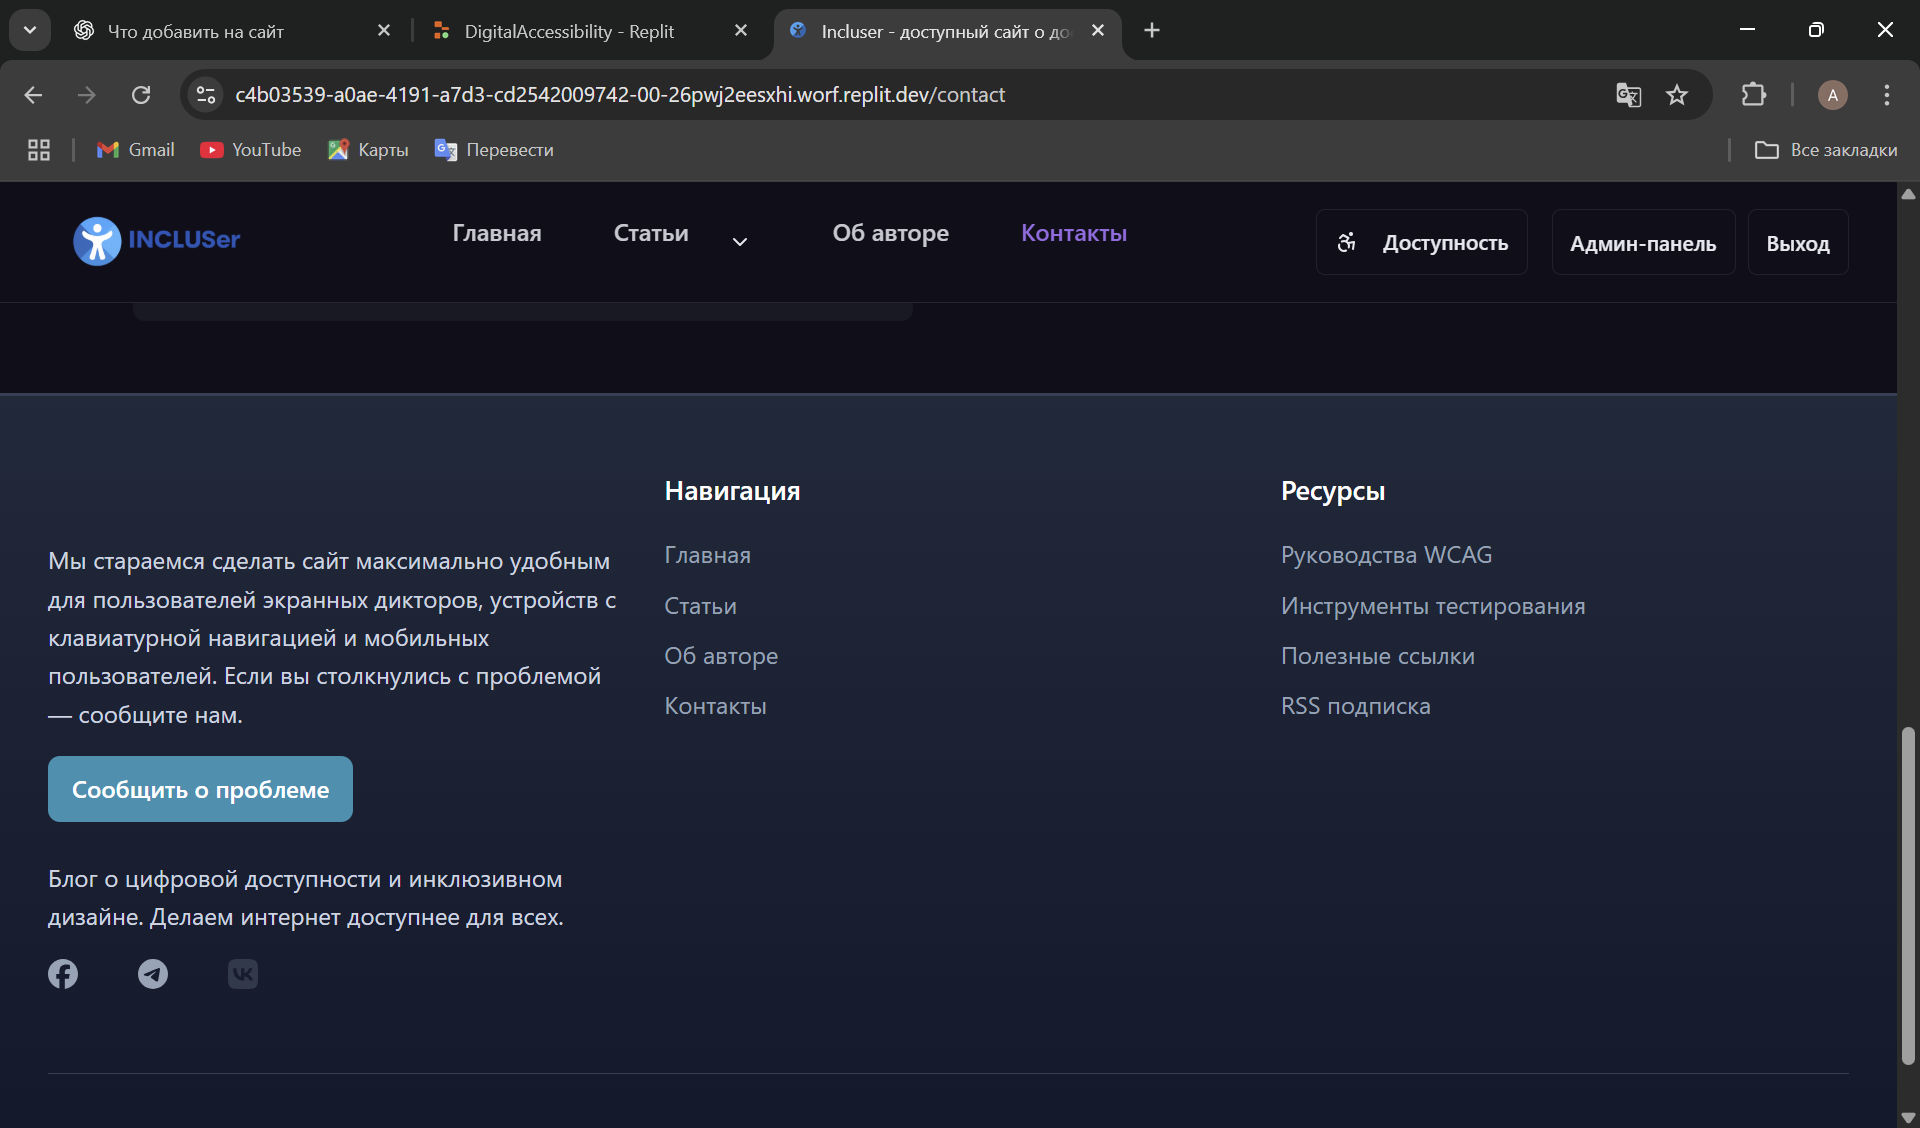 Что добавить на сайт
DigitalAccessibility - Replit
Incluser - доступный сайт о до
c4b03539-a0ae-4191-a7d3-cd2542009742-00-26pwj2eesxhi.worf.replit.dev/contact
A
Gmail
YouTube
Карты
Перевести
Все закладки
INCLUSer
Главная
Статьи
Об авторе
Контакты
Доступность
Админ-панель
Выход
Мы стараемся сделать сайт максимально удобным
для пользователей экранных дикторов, устройств с
клавиатурной навигацией и мобильных
пользователей. Если вы столкнулись с проблемой
— сообщите нам.
Сообщить о проблеме
Блог о цифровой доступности и инклюзивном
дизайне. Делаем интернет доступнее для всех.
Навигация
Главная
Статьи
Об авторе
Контакты
Ресурсы
Руководства WCAG
Инструменты тестирования
Полезные ссылки
RSS подписка